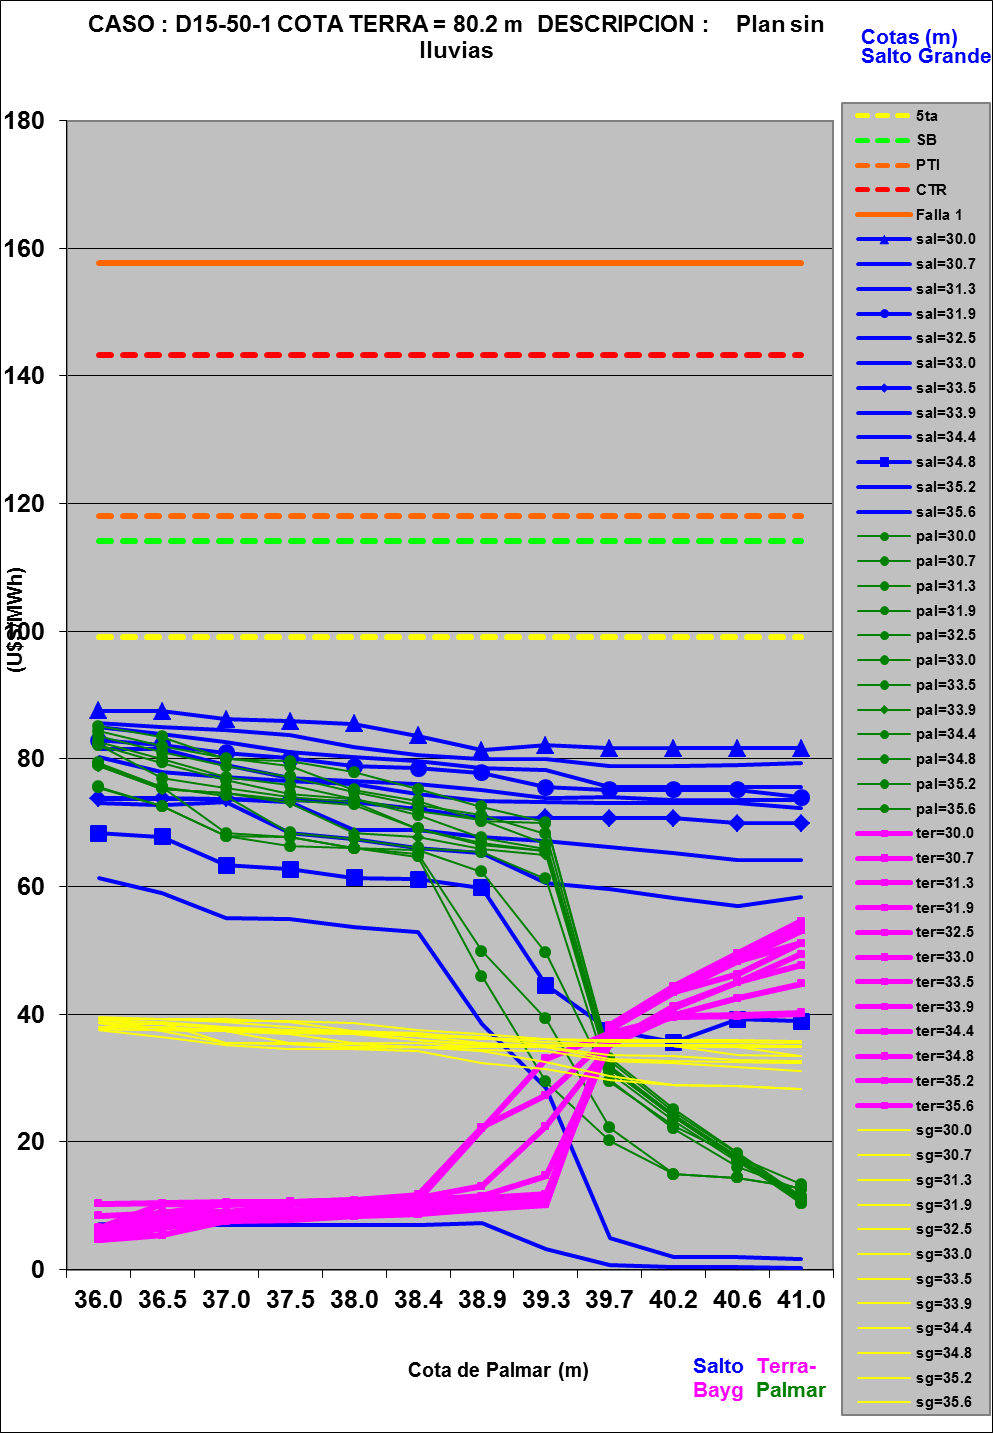 CASO : D15-50-1 COTA TERRA = 80.2 m  DESCRIPCION :    Plan sin
lluvias
Cotas (m)
Salto Grande
180
160
140
120
100
80
60
40
20
0
(US$/MWh)
36.0 36.5 37.0 37.5 38.0 38.4 38.9 39.3 39.7 40.2 40.6 41.0
Cota de Palmar (m)
Salto Terra-
Bayg Palmar
5ta
SB
PTI
CTR
Falla 1
sal=30.0
sal=30.7
sal=31.3
sal=31.9
sal=32.5
sal=33.0
sal=33.5
sal=33.9
sal=34.4
sal=34.8
sal=35.2
sal=35.6
pal=30.0
pal=30.7
pal=31.3
pal=31.9
pal=32.5
pal=33.0
pal=33.5
pal=33.9
pal=34.4
pal=34.8
pal=35.2
pal=35.6
ter=30.0
ter=30.7
ter=31.3
ter=31.9
ter=32.5
ter=33.0
ter=33.5
ter=33.9
ter=34.4
ter=34.8
ter=35.2
ter=35.6
sg=30.0
sg=30.7
sg=31.3
sg=31.9
sg=32.5
sg=33.0
sg=33.5
sg=33.9
sg=34.4
sg=34.8
sg=35.2
sg=35.6